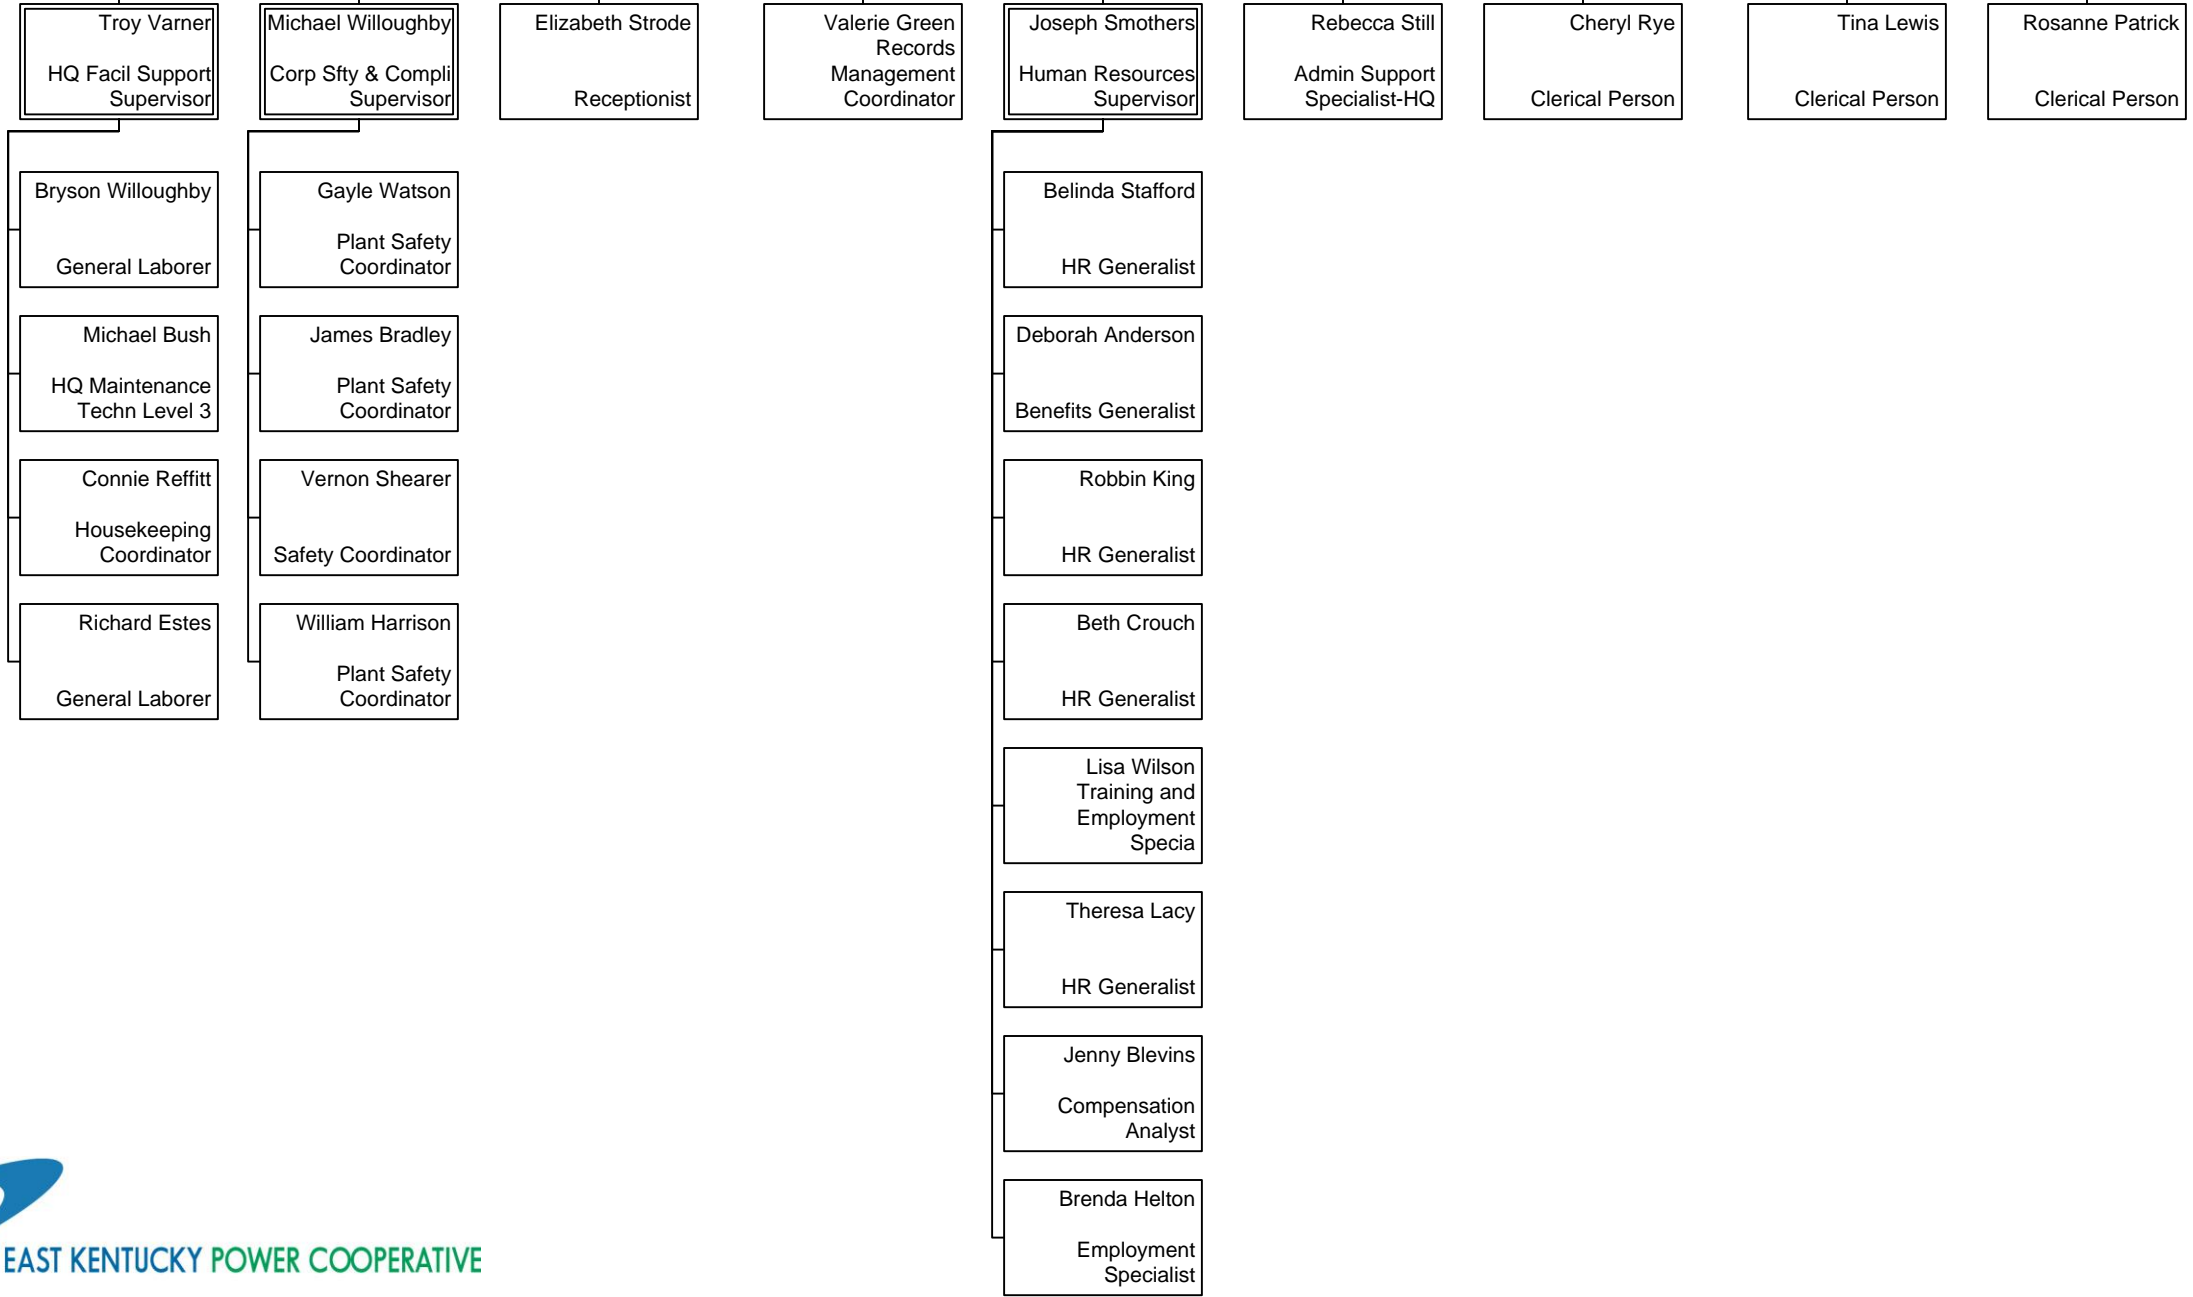 Troy Varner
HQ Facil Support
Supervisor
Michael Willoughby
Corp Sfty & Compli
Supervisor
Elizabeth Strode
Receptionist
Valerie Green
Records
Management
Coordinator
Joseph Smothers
Human Resources
Supervisor
Rebecca Still
Admin Support
Specialist-HQ
Cheryl Rye
Clerical Person
Tina Lewis
Clerical Person
Rosanne Patrick
Clerical Person
Bryson Willoughby
General Laborer
Michael Bush
HQ Maintenance
Techn Level 3
Connie Reffitt
Housekeeping
Coordinator
Richard Estes
General Laborer
Gayle Watson
Plant Safety
Coordinator
James Bradley
Plant Safety
Coordinator
Vernon Shearer
Safety Coordinator
William Harrison
Plant Safety
Coordinator
Belinda Stafford
HR Generalist
Deborah Anderson
Benefits Generalist
Robbin King
HR Generalist
Beth Crouch
HR Generalist
Lisa Wilson
Training and
Employment
Specia
Theresa Lacy
HR Generalist
Jenny Blevins
Compensation
Analyst
Brenda Helton
Employment
Specialist
EAST KENTUCKY POWER COOPERATIVE